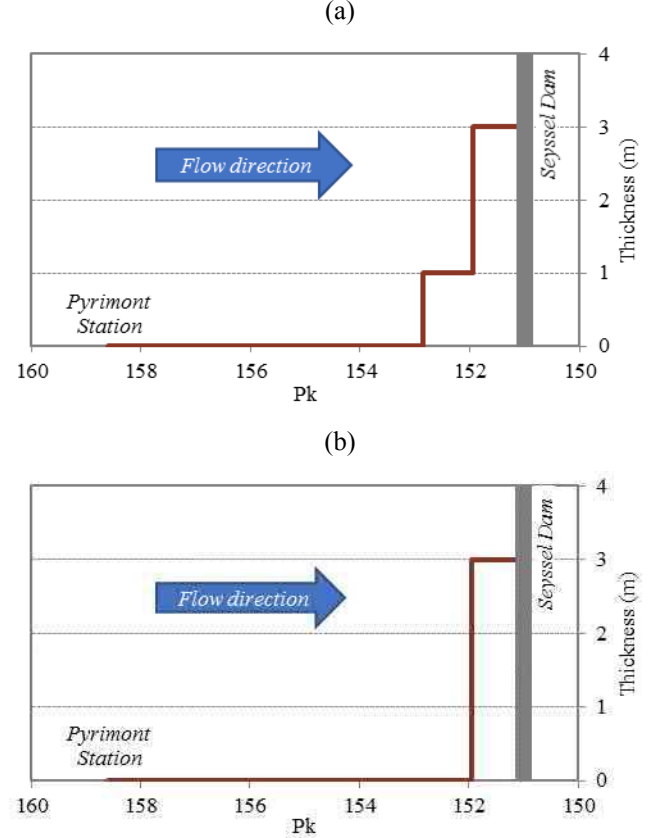 (a)
4
3
2
1
0
Thickness (m)
Seyssel Dam
Flow direction
Pyrimont
Station
160 158 156 154 152 150
Pk
(b)
4
3
2
1
0
Thickness (m)
Seyssel Dam
Flow direction
Pyrimont
Station
160 158 156 154 152 150
Pk